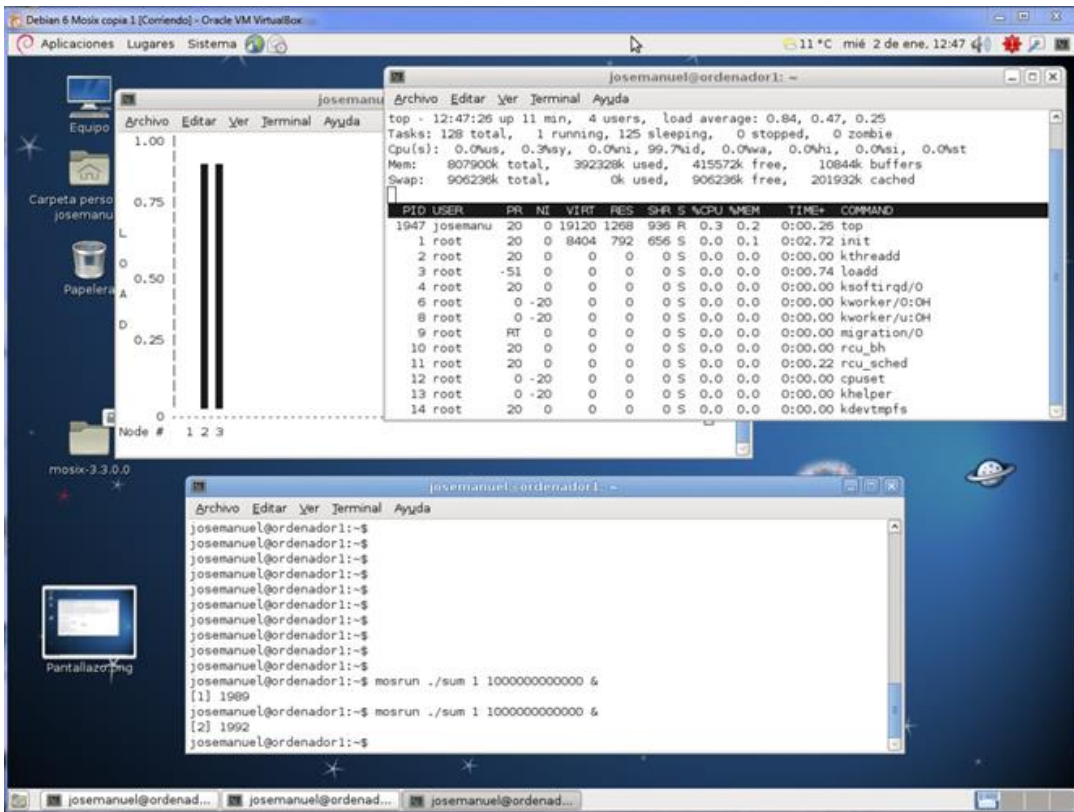 Debian 6 Mosix copia 1 [Corriendo] - Oracle VM VirtualBox
Aplicaciones Lugares Sistema 11 °C mié 2 de ene, 12:47
Equipo
Carpeta perso
josemanu
Papelera
mosix-3.3.0.0
Pantallazo.png
josemanu
Archivo Editar Ver Terminal Ayuda
1.00 |
0.75 |
L
O
0.50 |
A
D
0.25 |
0
Node # 1 2 3
josemanuel@ordenador1: ~
Archivo Editar Ver Terminal Ayuda
top - 12:47:26 up 11 min, 4 users, load average: 0.84, 0.47, 0.25
Tasks: 128 total, 1 running, 125 sleeping, 0 stopped, 0 zombie
Cpu(s): 0.0%us, 0.3%sy, 0.0%ni, 99.7%id, 0.0%wa, 0.0%hi, 0.0%si, 0.0%st
Mem: 807900k total, 392328k used, 415572k free, 10844k buffers
Swap: 906236k total, 0k used, 906236k free, 201932k cached
PID USER PR NI VIRT RES SHR S %CPU %MEM TIME+ COMMAND
1947 josemanu 20 0 19120 1268 936 R 0.3 0.2 0:00.26 top
1 root 20 0 8404 792 656 S 0.0 0.1 0:02.72 init
2 root 20 0 0 0 0 S 0.0 0.0 0:00.00 kthreadd
3 root -51 0 0 0 0 S 0.0 0.0 0:00.74 loadd
4 root 20 0 0 0 0 S 0.0 0.0 0:00.00 ksoftirqd/0
6 root 0 -20 0 0 0 S 0.0 0.0 0:00.00 kworker/0:0H
8 root 0 -20 0 0 0 S 0.0 0.0 0:00.00 kworker/u:0H
9 root RT 0 0 0 0 S 0.0 0.0 0:00.00 migration/0
10 root 20 0 0 0 0 S 0.0 0.0 0:00.00 rcu_bh
11 root 20 0 0 0 0 S 0.0 0.0 0:00.22 rcu_sched
12 root 0 -20 0 0 0 S 0.0 0.0 0:00.00 cpuset
13 root 0 -20 0 0 0 S 0.0 0.0 0:00.00 khelper
14 root 20 0 0 0 0 S 0.0 0.0 0:00.00 kdevtmpfs
josemanuel@ordenador1: ~
Archivo Editar Ver Terminal Ayuda
josemanuel@ordenador1:~$
josemanuel@ordenador1:~$
josemanuel@ordenador1:~$
josemanuel@ordenador1:~$
josemanuel@ordenador1:~$
josemanuel@ordenador1:~$
josemanuel@ordenador1:~$
josemanuel@ordenador1:~$
josemanuel@ordenador1:~$
josemanuel@ordenador1:~$
josemanuel@ordenador1:~$ mosrun ./sum 1 1000000000000 &
[1] 1989
josemanuel@ordenador1:~$ mosrun ./sum 1 1000000000000 &
[2] 1992
josemanuel@ordenador1:~$
josemanuel@ordenad... josemanuel@ordenad... josemanuel@ordenad...